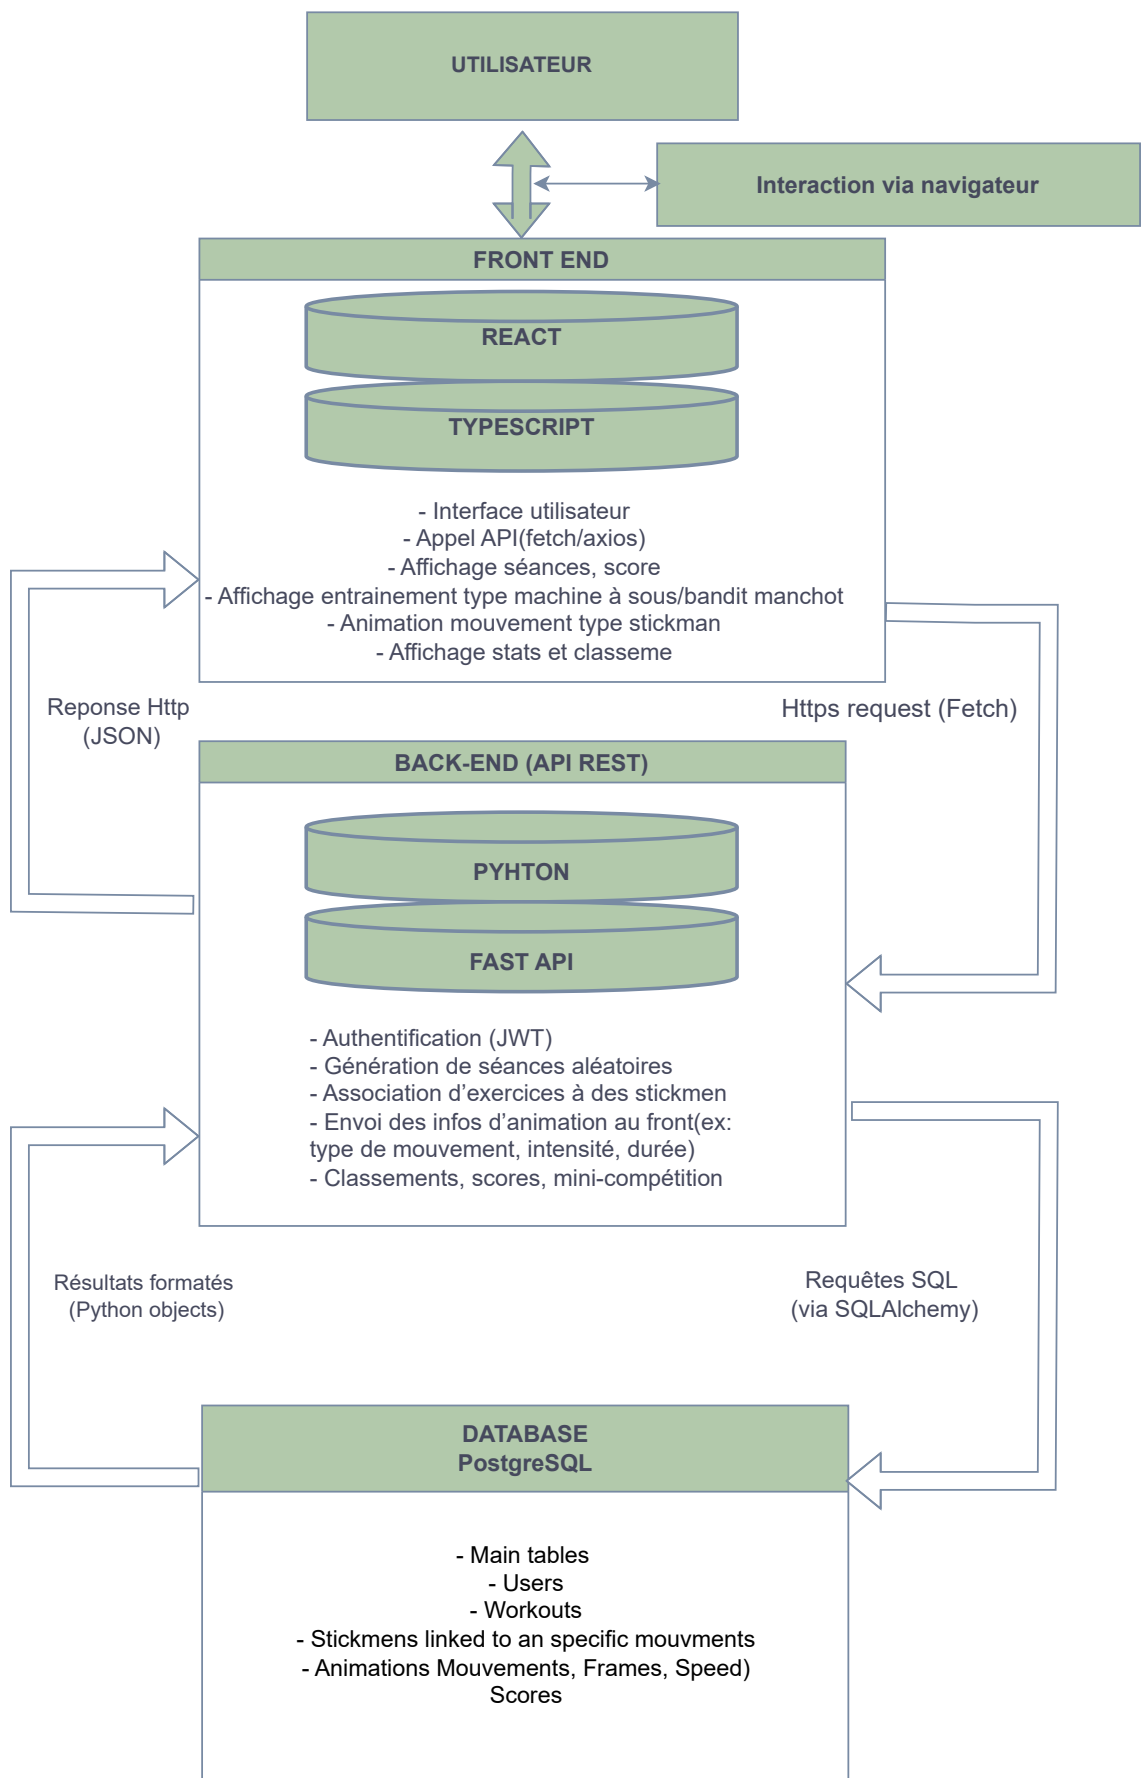 UTILISATEUR
Interaction via navigateur
FRONT END
REACT
TYPESCRIPT
- Interface utilisateur
- Appel API(fetch/axios)
- Affichage séances, score
- Affichage entrainement type machine à sous/bandit manchot
- Animation mouvement type stickman
- Affichage stats et classeme
Reponse Http
(JSON)
Https request (Fetch)
BACK-END (API REST)
PYHTON
FAST API
- Authentification (JWT)
- Génération de séances aléatoires
- Association d’exercices à des stickmen
- Envoi des infos d’animation au front(ex:
type de mouvement, intensité, durée)
- Classements, scores, mini-compétition
Résultats formatés
(Python objects)
Requêtes SQL
(via SQLAlchemy)
DATABASE
PostgreSQL
- Main tables
- Users
- Workouts
- Stickmens linked to an specific mouvments
- Animations Mouvements, Frames, Speed)
Scores